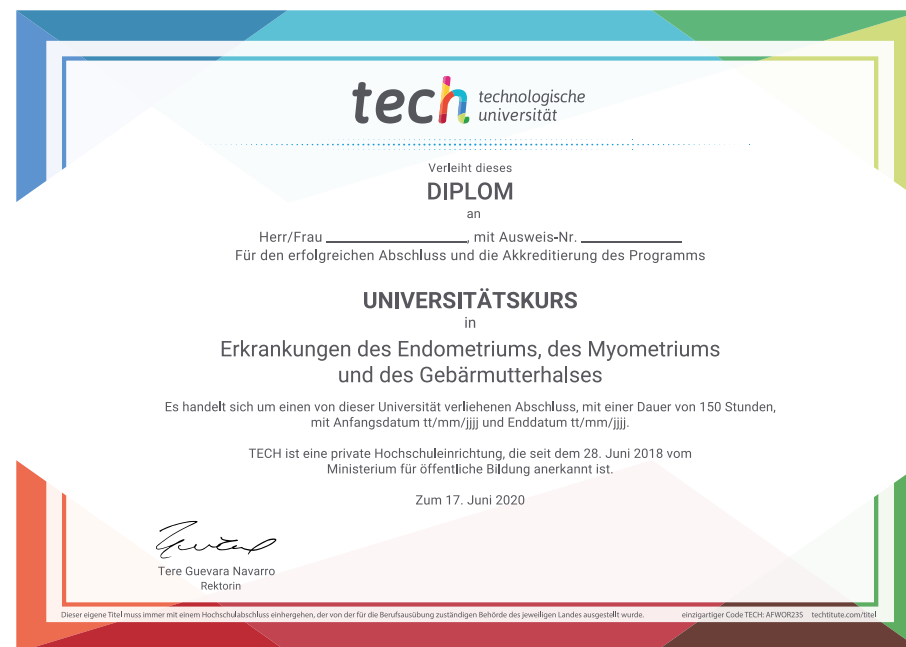 tech technologische
universität
Verleiht dieses
DIPLOM
an
Herr/Frau ____________________, mit Ausweis-Nr. ______________
Für den erfolgreichen Abschluss und die Akkreditierung des Programms
UNIVERSITÄTSKURS
in
Erkrankungen des Endometriums, des Myometriums
und des Gebärmutterhalses
Es handelt sich um einen von dieser Universität verliehenen Abschluss, mit einer Dauer von 150 Stunden,
mit Anfangsdatum tt/mm/jjjj und Enddatum tt/mm/jjjj.
TECH ist eine private Hochschuleinrichtung, die seit dem 28. Juni 2018 vom
Ministerium für öffentliche Bildung anerkannt ist.
Zum 17. Juni 2020
Tere Guevara Navarro
Rektorin
Dieser eigene Titel muss immer mit einem Hochschulabschluss einhergehen, der von der für die Berufsausübung zuständigen Behörde des jeweiligen Landes ausgestellt wurde. einzigartiger Code TECH: AFWOR23S techtitute.com/titel